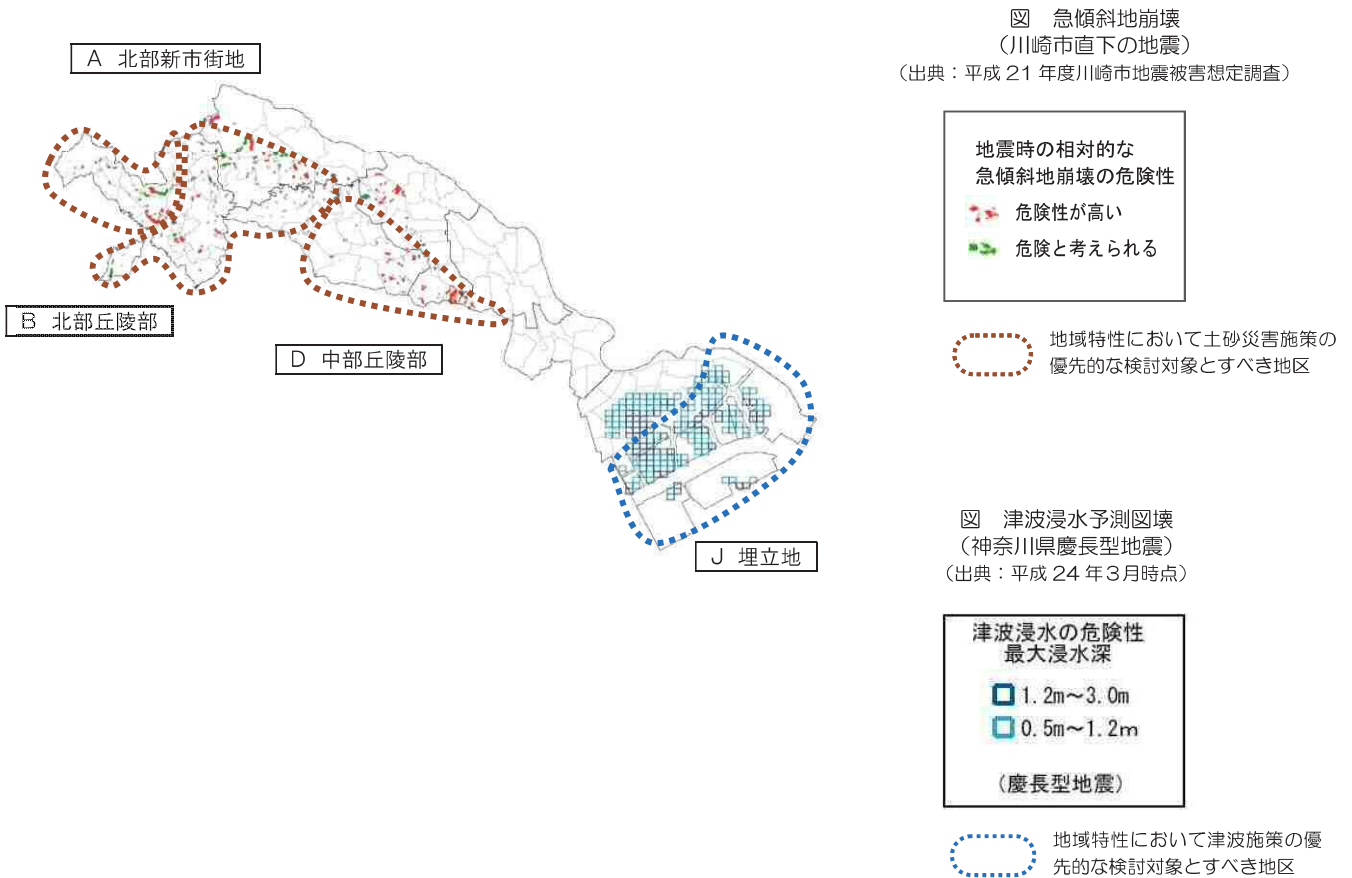 A 北部新市街地
B 北部丘陵部
D 中部丘陵部
J 埋立地
図 急傾斜地崩壊
（川崎市直下の地震）
（出典：平成21年度川崎市地震被害想定調査）
地震時の相対的な
急傾斜地崩壊の危険性
危険性が高い
危険と考えられる
地域特性において土砂災害施策の
優先的な検討対象とすべき地区
図 津波浸水予測図壊
（神奈川県慶長型地震）
（出典：平成24年3月時点）
津波浸水の危険性
最大浸水深
1.2m～3.0m
0.5m～1.2m
（慶長型地震）
地域特性において津波施策の優
先的な検討対象とすべき地区